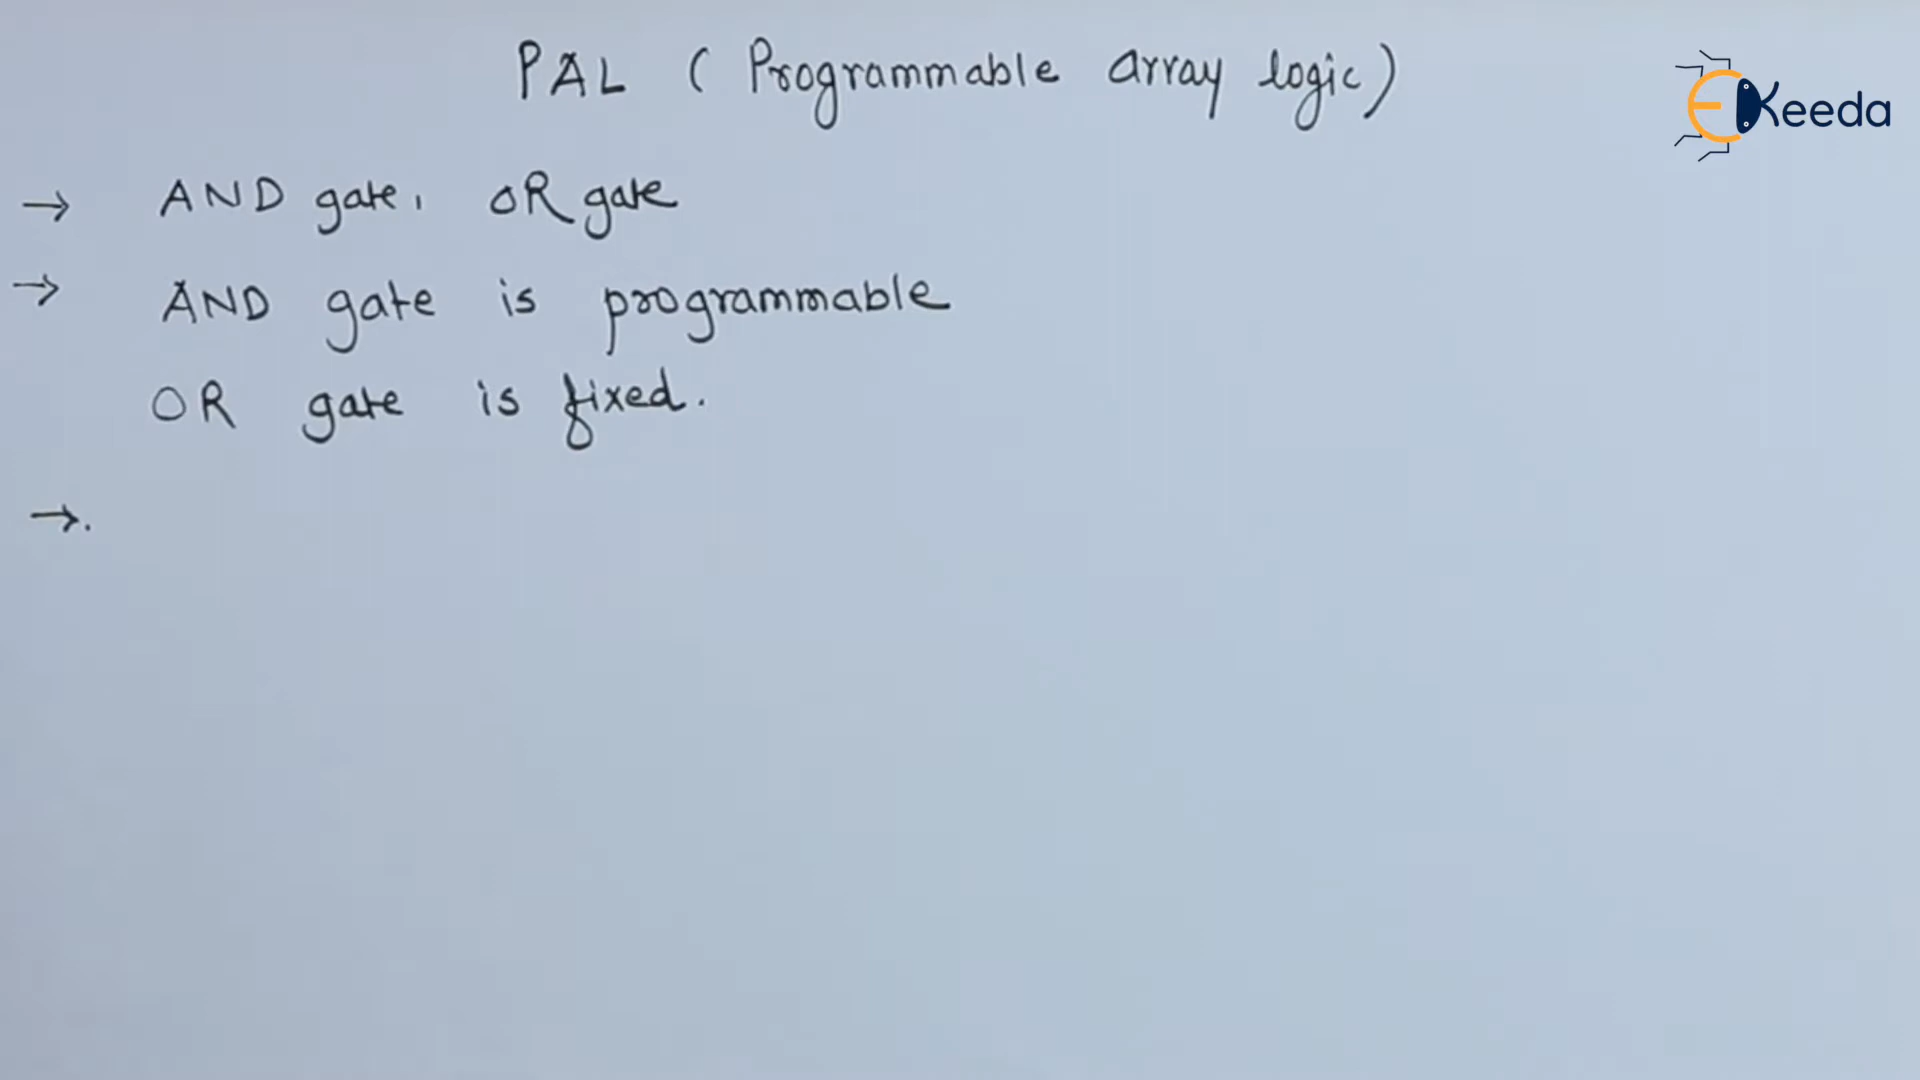 PAL (Programmable array logic)
EKeeda
→ AND gate, OR gate
→ AND gate is programmable
OR gate is fixed.
→.